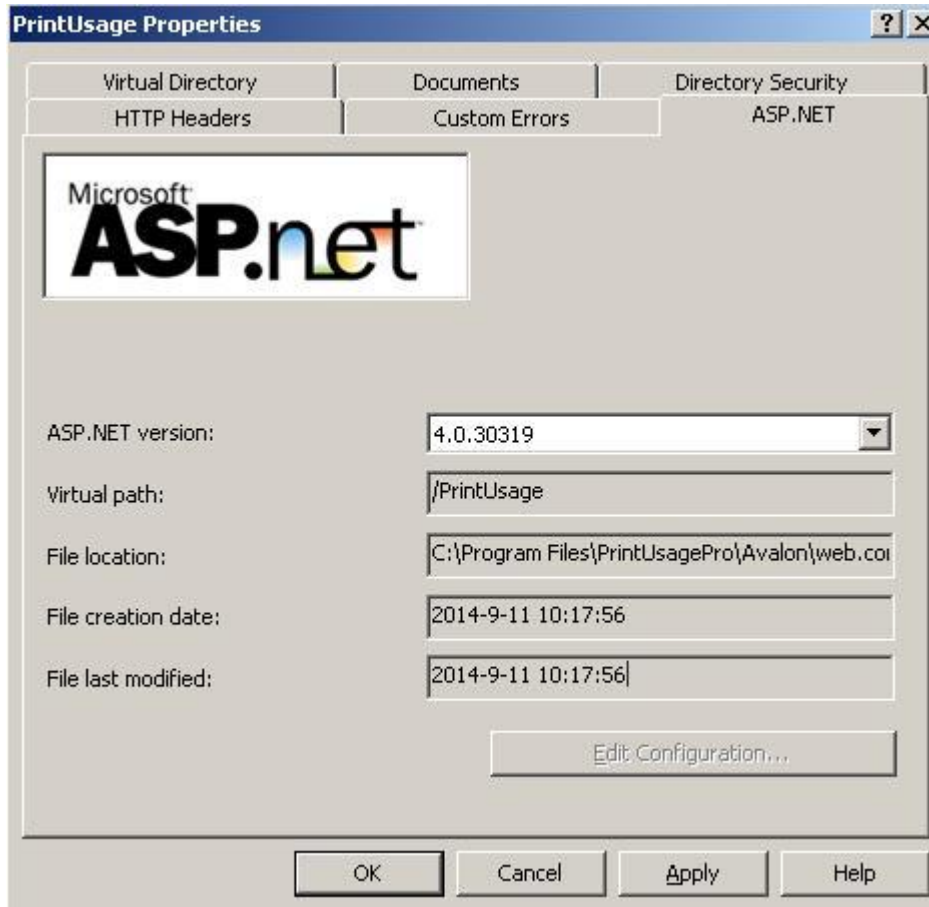 PrintUsage Properties
Virtual Directory Documents Directory Security
HTTP Headers Custom Errors ASP.NET
Microsoft
ASP.net
ASP.NET version: 4.0.30319
Virtual path: /PrintUsage
File location: C:\Program Files\PrintUsagePro\Avalon\web.co
File creation date: 2014-9-11 10:17:56
File last modified: 2014-9-11 10:17:56
Edit Configuration...
OK Cancel Apply Help